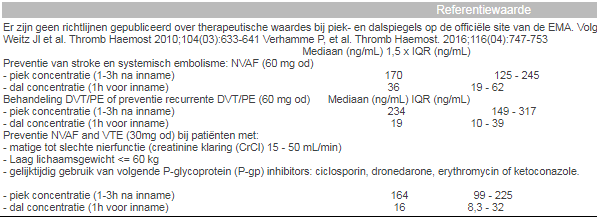 Referentiewaarde
Er zijn geen richtlijnen gepubliceerd over therapeutische waardes bij piek- en dalspiegels op de officiële site van de EMA. Volg
Weitz JI et al. Thromb Haemost 2010;104(03):633-641 Verhamme P, et al. Thromb Haemost. 2016;116(04):747-753
Mediaan (ng/mL) 1,5 x IQR (ng/mL)
Preventie van stroke en systemisch embolisme: NVAF (60 mg od)
- piek concentratie (1-3h na inname) 170 125 - 245
- dal concentratie (1h voor inname) 36 19 - 62
Behandeling DVT/PE of preventie recurrente DVT/PE (60 mg od) Mediaan (ng/mL) IQR (ng/mL)
- piek concentratie (1-3h na inname) 234 149 - 317
- dal concentratie (1h voor inname) 19 10 - 39
Preventie NVAF and VTE (30mg od) bij patiënten met:
- matige tot slechte nierfunctie (creatinine klaring (CrCl) 15 - 50 mL/min)
- Laag lichaamsgewicht <= 60 kg
- gelijktijdig gebruik van volgende P-glycoprotein (P-gp) inhibitors: ciclosporin, dronedarone, erythromycin of ketoconazole.
- piek concentratie (1-3h na inname) 164 99 - 225
- dal concentratie (1h voor inname) 16 8,3 - 32